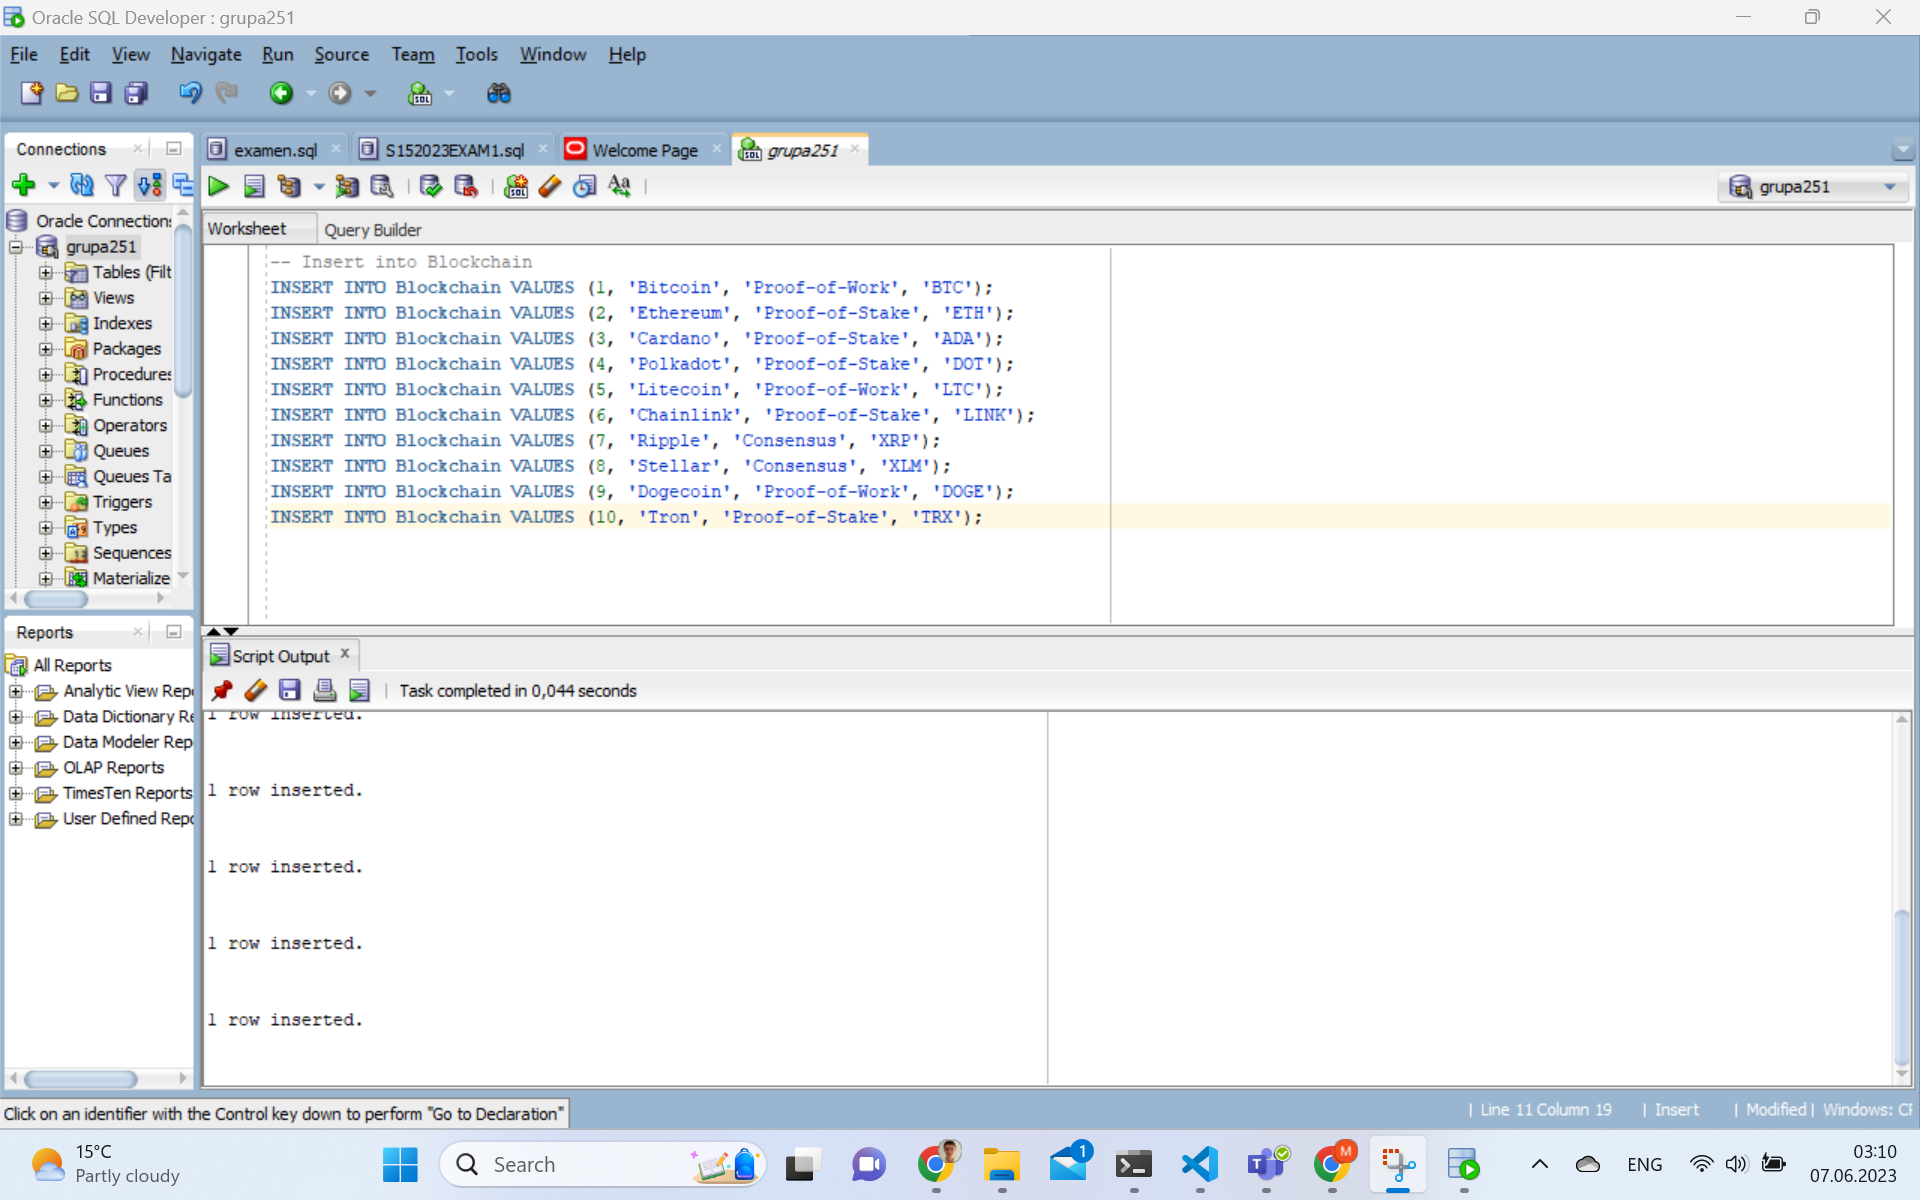 Oracle SQL Developer : grupa251
File Edit View Navigate Run Source Team Tools Window Help
Connections
examen.sql
S152023EXAM1.sql
Welcome Page
grupa251
grupa251
Worksheet
Query Builder
Oracle Connection
grupa251
Tables (Filt
Views
Indexes
Packages
Procedures
Functions
Operators
Queues
Queues Ta
Triggers
Types
Sequences
Materialize
-- Insert into Blockchain
INSERT INTO Blockchain VALUES (1, 'Bitcoin', 'Proof-of-Work', 'BTC');
INSERT INTO Blockchain VALUES (2, 'Ethereum', 'Proof-of-Stake', 'ETH');
INSERT INTO Blockchain VALUES (3, 'Cardano', 'Proof-of-Stake', 'ADA');
INSERT INTO Blockchain VALUES (4, 'Polkadot', 'Proof-of-Stake', 'DOT');
INSERT INTO Blockchain VALUES (5, 'Litecoin', 'Proof-of-Work', 'LTC');
INSERT INTO Blockchain VALUES (6, 'Chainlink', 'Proof-of-Stake', 'LINK');
INSERT INTO Blockchain VALUES (7, 'Ripple', 'Consensus', 'XRP');
INSERT INTO Blockchain VALUES (8, 'Stellar', 'Consensus', 'XLM');
INSERT INTO Blockchain VALUES (9, 'Dogecoin', 'Proof-of-Work', 'DOGE');
INSERT INTO Blockchain VALUES (10, 'Tron', 'Proof-of-Stake', 'TRX');
Reports
All Reports
Analytic View Rep
Data Dictionary Re
Data Modeler Rep
OLAP Reports
TimesTen Reports
User Defined Repo
Script Output
Task completed in 0,044 seconds
1 row inserted.
1 row inserted.
1 row inserted.
1 row inserted.
1 row inserted.
Click on an identifier with the Control key down to perform "Go to Declaration"
| Line 11 Column 19 | Insert | Modified | Windows: CF
15°C
Partly cloudy
Search
1
M
ENG
03:10
07.06.2023